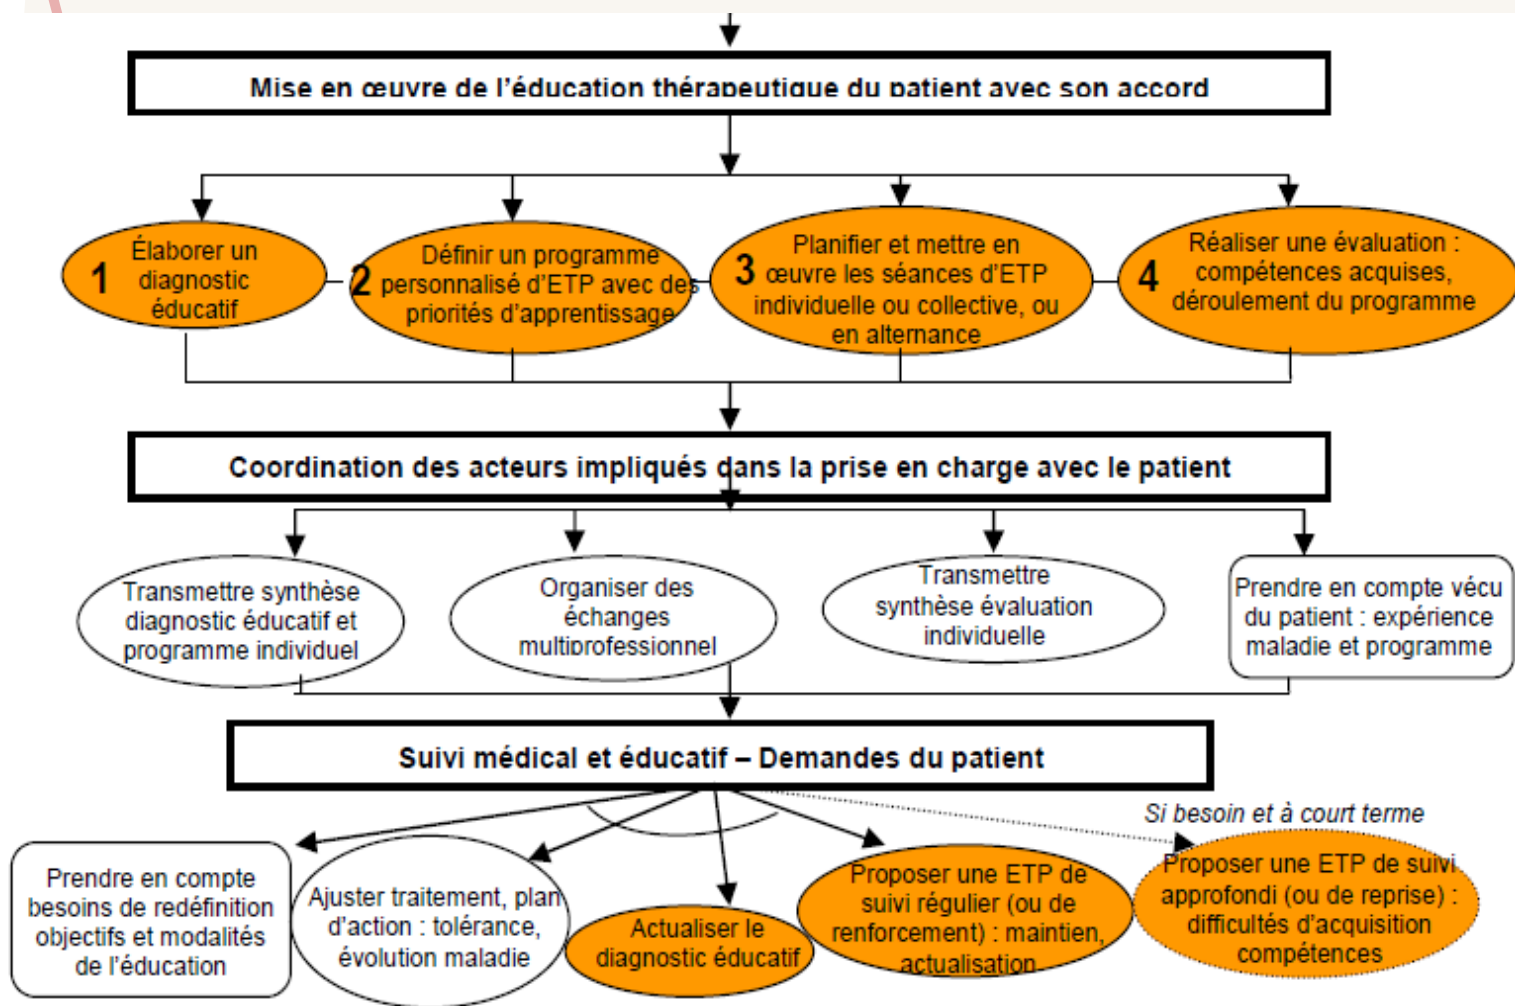 Mise en œuvre de l'éducation thérapeutique du patient avec son accord
1
Élaborer un
diagnostic
éducatif
2
Définir un programme
personnalisé d'ETP avec des
priorités d'apprentissage
3
Planifier et mettre en
œuvre les séances d'ETP
individuelle ou collective, ou
en alternance
4
Réaliser une évaluation :
compétences acquises,
déroulement du programme
Coordination des acteurs impliqués dans la prise en charge avec le patient
Transmettre synthèse
diagnostic éducatif et
programme individuel
Organiser des
échanges
multiprofessionnel
Transmettre
synthèse évaluation
individuelle
Prendre en compte vécu
du patient : expérience
maladie et programme
Suivi médical et éducatif – Demandes du patient
Prendre en compte
besoins de redéfinition
objectifs et modalités
de l'éducation
Ajuster traitement, plan
d'action : tolérance,
évolution maladie
Actualiser le
diagnostic éducatif
Proposer une ETP de
suivi régulier (ou de
renforcement) : maintien,
actualisation
Si besoin et à court terme
Proposer une ETP de suivi
approfondi (ou de reprise) :
difficultés d'acquisition
compétences